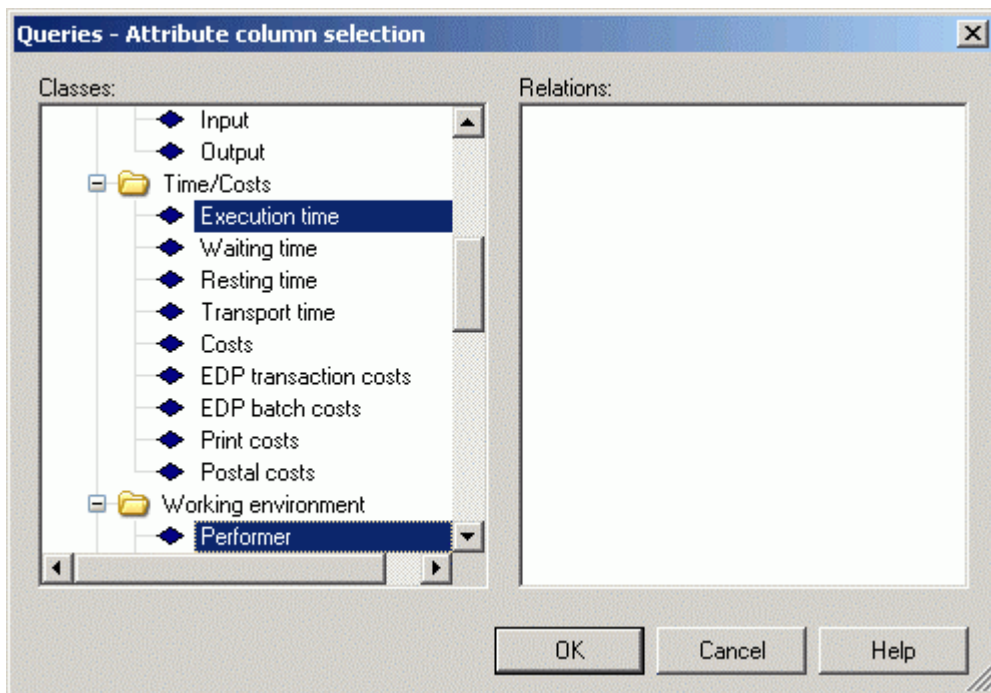 Queries - Attribute column selection
Classes:
Input
Output
Time/Costs
Execution time
Waiting time
Resting time
Transport time
Costs
EDP transaction costs
EDP batch costs
Print costs
Postal costs
Working environment
Performer
Relations:
OK
Cancel
Help